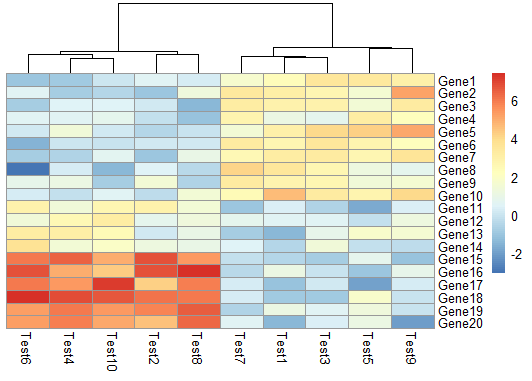 Gene1
Gene2
Gene3
Gene4
Gene5
Gene6
Gene7
Gene8
Gene9
Gene10
Gene11
Gene12
Gene13
Gene14
Gene15
Gene16
Gene17
Gene18
Gene19
Gene20
6
4
2
0
-2
Test6
Test4
Test10
Test2
Test8
Test7
Test1
Test3
Test5
Test9